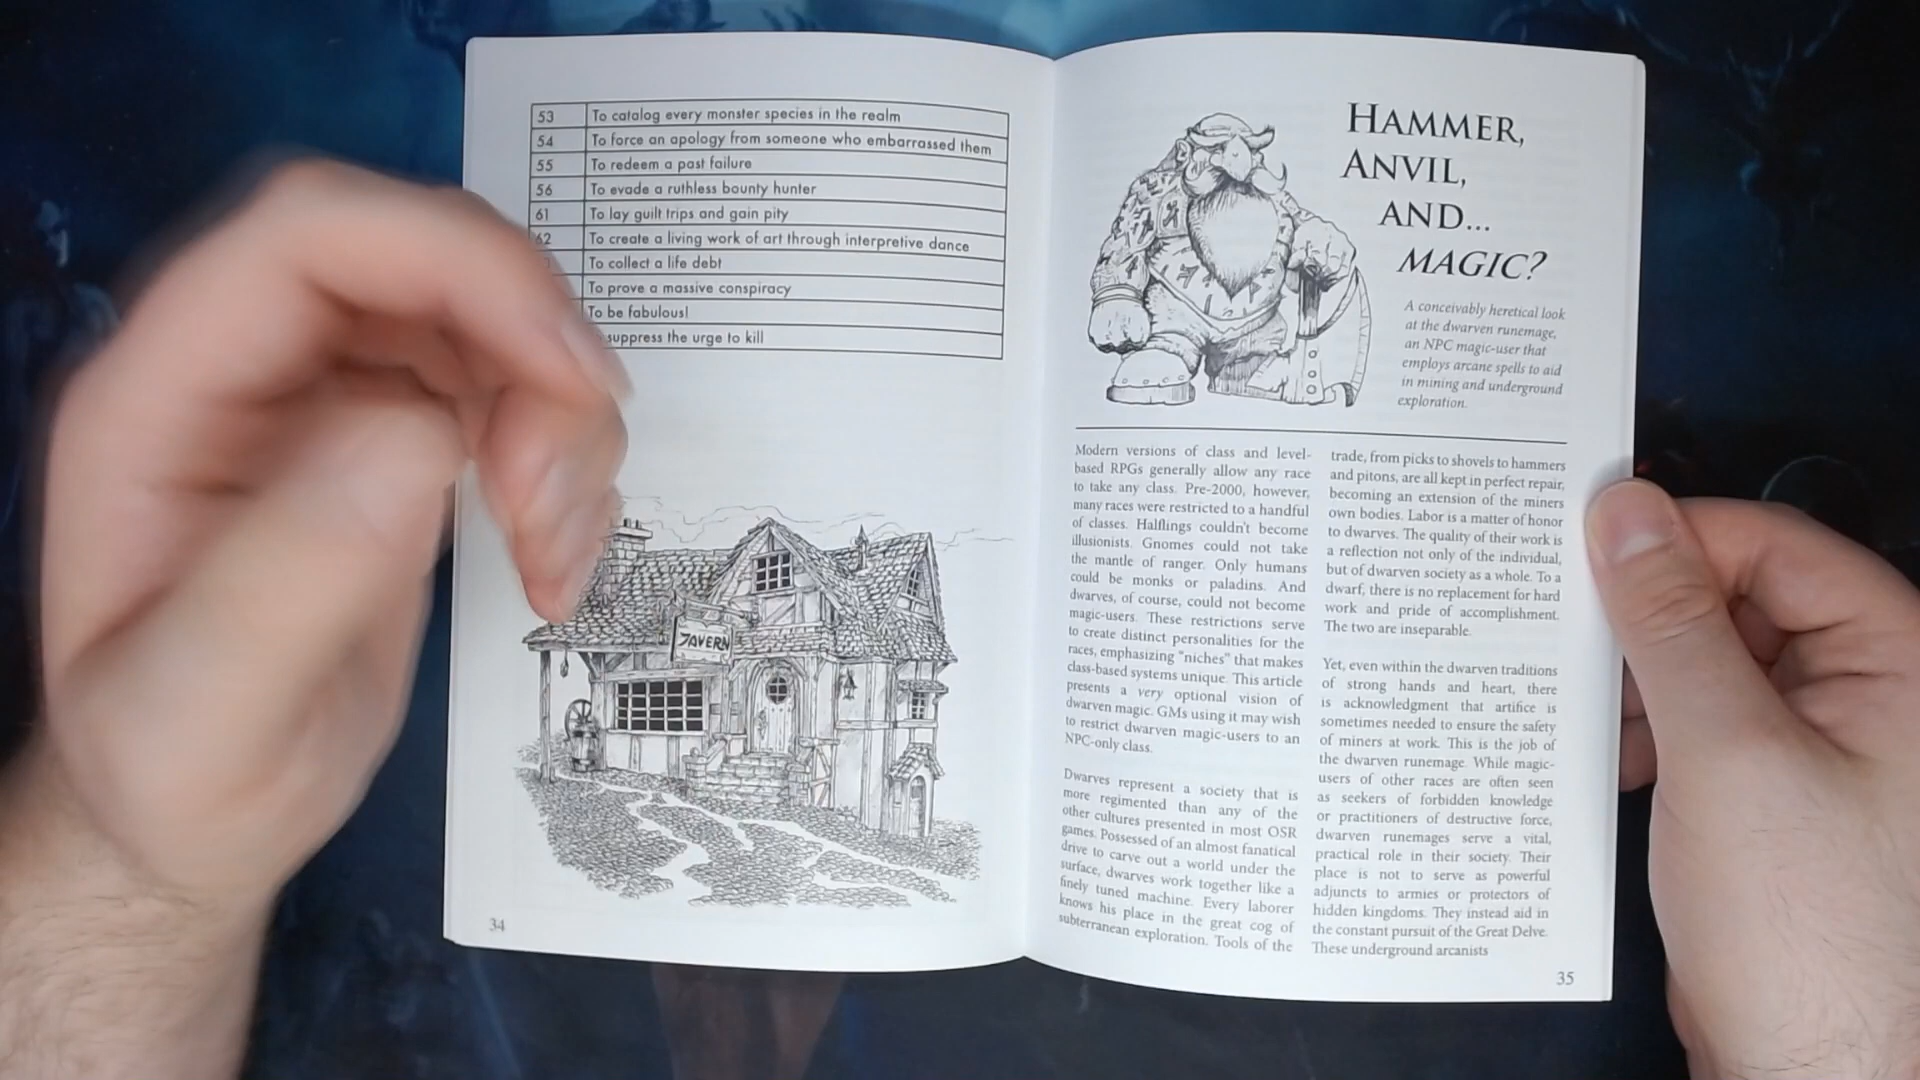 53 To catalog every monster species in the realm
54 To force an apology from someone who embarrassed them
55 To redeem a past failure
56 To evade a ruthless bounty hunter
61 To lay guilt trips and gain pity
62 To create a living work of art through interpretive dance
To collect a life debt
To prove a massive conspiracy
To be fabulous!
suppress the urge to kill
TAVERN
34
HAMMER,
ANVIL,
AND...
MAGIC?
A conceivably heretical look
at the dwarven runemage,
an NPC magic-user that
employs arcane spells to aid
in mining and underground
exploration.
Modern versions of class and level-
based RPGs generally allow any race
to take any class. Pre-2000, however,
many races were restricted to a handful
of classes. Halflings couldn't become
illusionists. Gnomes could not take
the mantle of ranger. Only humans
could be monks or paladins. And
dwarves, of course, could not become
magic-users. These restrictions serve
to create distinct personalities for the
races, emphasizing "niches" that makes
class-based systems unique. This article
presents a very optional vision of
dwarven magic. GMs using it may wish
to restrict dwarven magic-users to an
NPC-only class.
Dwarves represent a society that is
more regimented than any of the
other cultures presented in most OSR
games. Possessed of an almost fanatical
drive to carve out a world under the
surface, dwarves work together like a
finely tuned machine. Every laborer
knows his place in the great cog of
subterranean exploration. Tools of the
trade, from picks to shovels to hammers
and pitons, are all kept in perfect repair,
becoming an extension of the miners
own bodies. Labor is a matter of honor
to dwarves. The quality of their work is
a reflection not only of the individual,
but of dwarven society as a whole. To a
dwarf, there is no replacement for hard
work and pride of accomplishment.
The two are inseparable.
Yet, even within the dwarven traditions
of strong hands and heart, there
is acknowledgment that artifice is
sometimes needed to ensure the safety
of miners at work. This is the job of
the dwarven runemage. While magic-
users of other races are often seen
as seekers of forbidden knowledge
or practitioners of destructive force,
dwarven runemages serve a vital,
practical role in their society. Their
place is not to serve as powerful
adjuncts to armies or protectors of
hidden kingdoms. They instead aid in
the constant pursuit of the Great Delve.
These underground arcanists
35